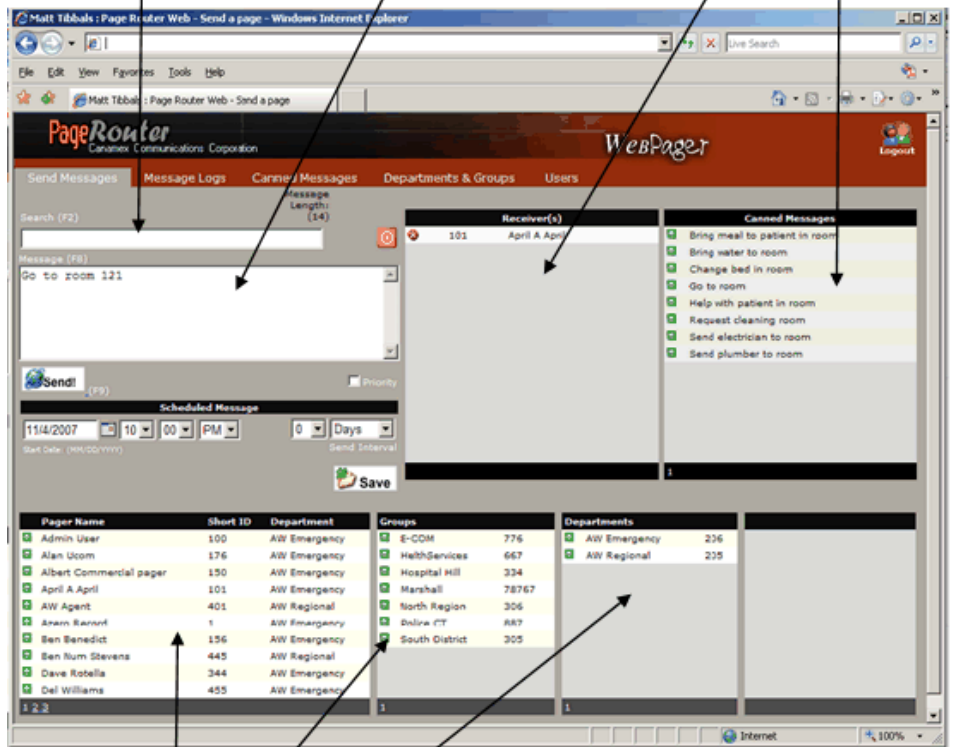 Matt Tibbals : Page Router Web - Send a page - Windows Internet Explorer
Live Search
File Edit View Favorites Tools Help
Matt Tibbals : Page Router Web - Send a page
PageRouter
Canamex Communications Corporation
WebPager
Logout
Send Messages Message Logs Canned Messages Departments & Groups Users
Message Length: (14)
Search (F2)
Message (F8)
Go to room 121
Send! (F9)
Priority
Scheduled Message
11/4/2007 10 00 PM 0 Days
Start Date: (MM/DD/YYYY) Send Interval
Save
Receiver(s)
101 April A April
Canned Messages
Bring meal to patient in room
Bring water to room
Change bed in room
Go to room
Help with patient in room
Request cleaning room
Send electrician to room
Send plumber to room
1
Pager Name Short ID Department
Admin User 100 AW Emergency
Alan Ucom 176 AW Emergency
Albert Commercial pager 150 AW Emergency
April A April 101 AW Emergency
AW Agent 401 AW Regional
Azero Record 1 AW Emergency
Ben Benedict 156 AW Emergency
Ben Num Stevens 445 AW Regional
Dave Rotella 344 AW Emergency
Del Williams 455 AW Emergency
1 2 3
Groups
E-COM 776
HelthServices 667
Hospital Hill 334
Marshall 78767
North Region 306
Police CT 887
South District 305
1
Departments
AW Emergency 236
AW Regional 235
1
Internet 100%